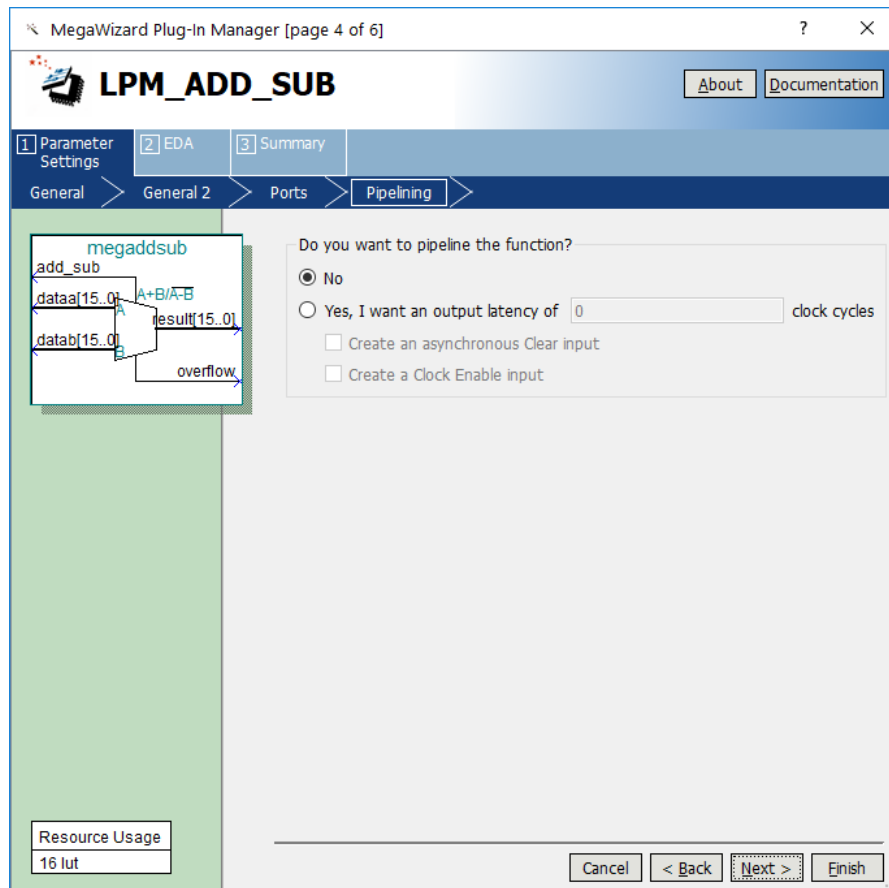 MegaWizard Plug-In Manager [page 4 of 6]
? ×
LPM_ADD_SUB
About
Documentation
1 Parameter Settings
2 EDA
3 Summary
General
General 2
Ports
Pipelining
megaddsub
add_sub
A+B/A-B
dataa[15..0]
A
result[15..0]
datab[15..0]
B
overflow
Do you want to pipeline the function?
No
Yes, I want an output latency of 0 clock cycles
Create an asynchronous Clear input
Create a Clock Enable input
Resource Usage
16 lut
Cancel
< Back
Next >
Finish